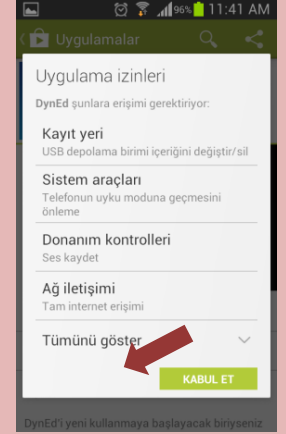 96% 11:41 AM
Uygulamalar
Uygulama izinleri
DynEd şunlara erişimi gerektiriyor:
Kayıt yeri
USB depolama birimi içeriğini değiştir/sil
Sistem araçları
Telefonun uyku moduna geçmesini
önleme
Donanım kontrolleri
Ses kaydet
Ağ iletişimi
Tam internet erişimi
Tümünü göster
KABUL ET
DynEd'i yeni kullanmaya başlayacak biriyseniz